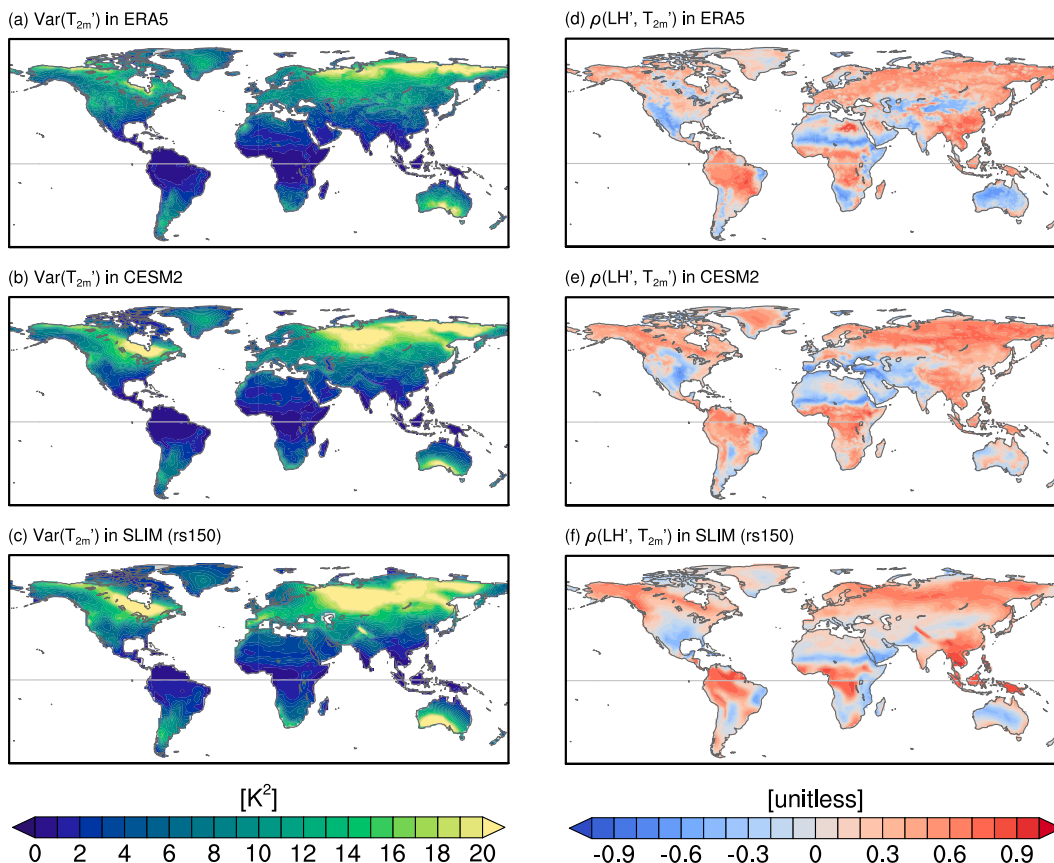 (a) Var(T2m') in ERA5
(d) ρ(LH', T2m') in ERA5
(b) Var(T2m') in CESM2
(e) ρ(LH', T2m') in CESM2
(c) Var(T2m') in SLIM (rs150)
(f) ρ(LH', T2m') in SLIM (rs150)
[K²]
0 2 4 6 8 10 12 14 16 18 20
[unitless]
-0.9 -0.6 -0.3 0 0.3 0.6 0.9